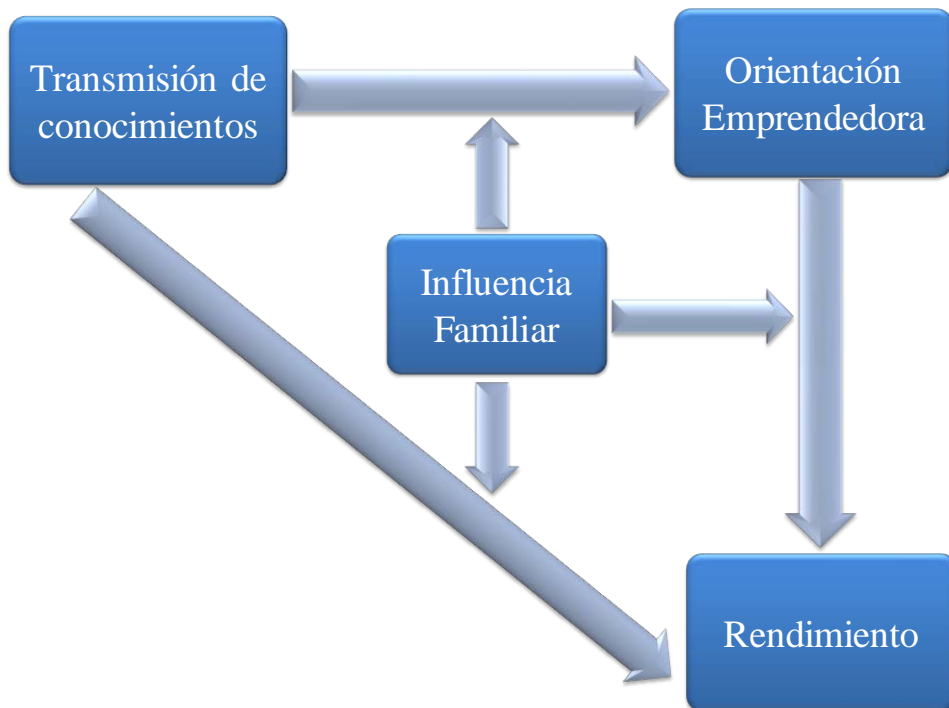 Transmisión de
conocimientos
Orientación
Emprendedora
Influencia
Familiar
Rendimiento